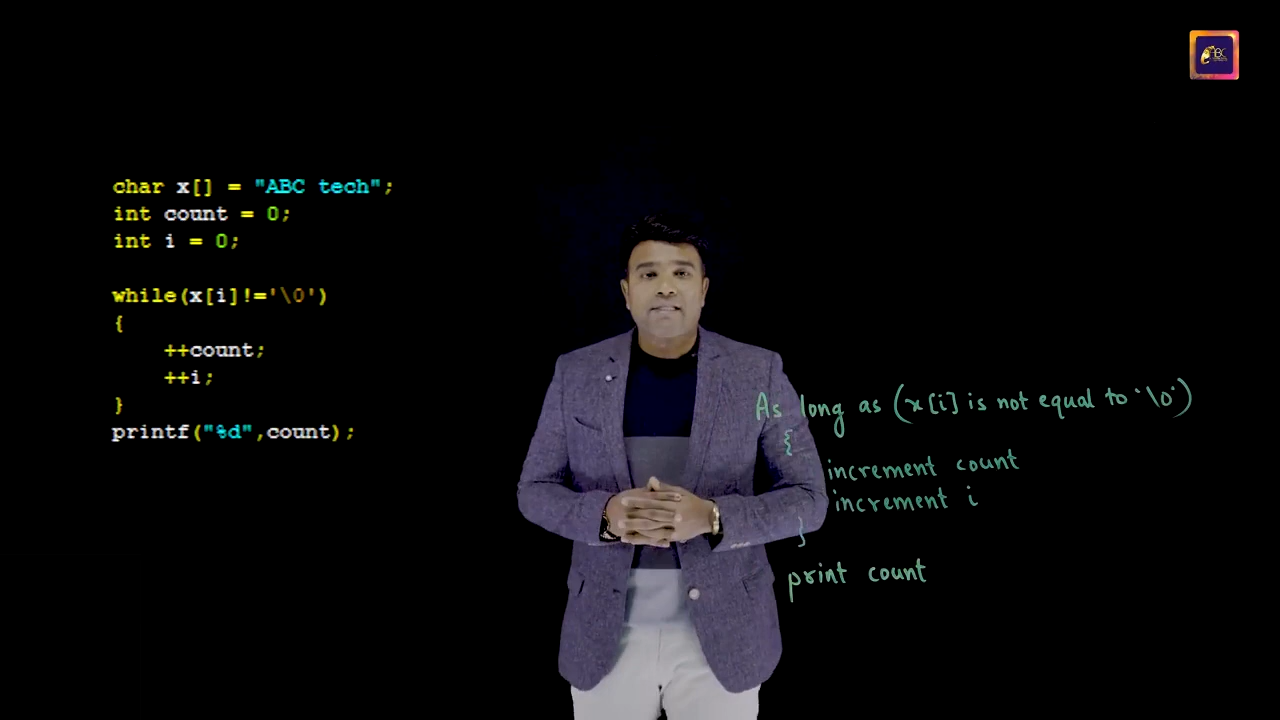 ABC
char x[] = "ABC tech";
int count = 0;
int i = 0;
while(x[i]!='\0')
{
++count;
++i;
}
printf("%d",count);
As long as (x[i] is not equal to '\0')
{
increment count
increment i
}
print count